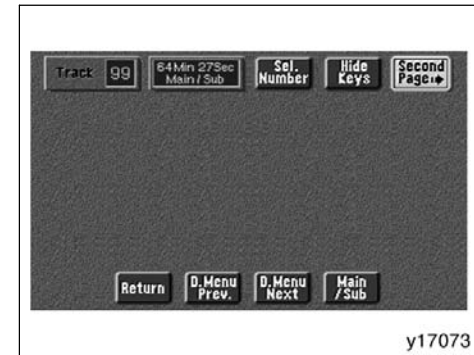 Track 99 64Min 27Sec Sel. Hide Second
Main / Sub Number Keys Page
Return D.Menu D.Menu Main
Prev. Next /Sub
y17073